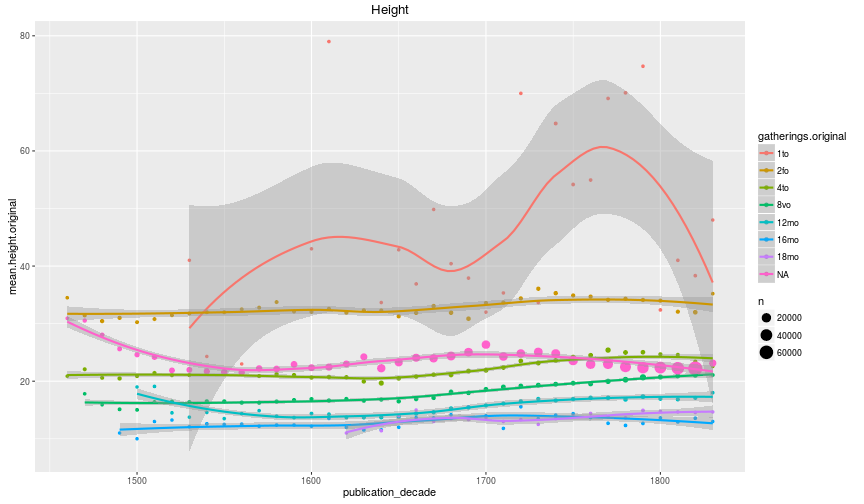 Height
80
60
40
20
mean.height.original
1500
1600
1700
1800
publication_decade
gatherings.original
1to
2fo
4to
8vo
12mo
16mo
18mo
NA
n
20000
40000
60000